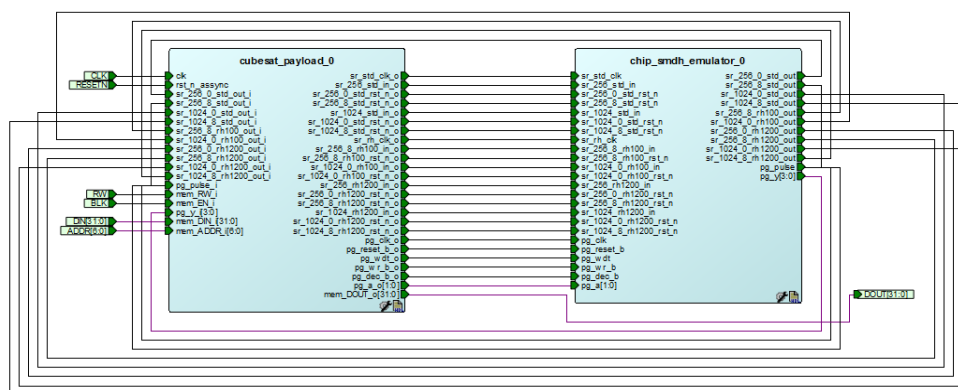 cubesat_payload_0
CLK
RESETN
RW
BLK
DIN[31:0]
ADDR[6:0]
clk
rst_n_assync
sr_256_0_std_out_i
sr_256_8_std_out_i
sr_1024_0_std_out_i
sr_1024_8_std_out_i
sr_256_8_rh100_out_i
sr_1024_0_rh100_out_i
sr_256_0_rh1200_out_i
sr_256_8_rh1200_out_i
sr_1024_0_rh1200_out_i
sr_1024_8_rh1200_out_i
pg_pulse_i
mem_RW_i
mem_EN_i
pg_y_i[3:0]
mem_DIN_i[31:0]
mem_ADDR_i[6:0]
sr_std_clk_o
sr_256_std_in_o
sr_256_0_std_rst_n_o
sr_256_8_std_rst_n_o
sr_1024_std_in_o
sr_1024_0_std_rst_n_o
sr_1024_8_std_rst_n_o
sr_rh_clk_o
sr_256_8_rh100_in_o
sr_256_8_rh100_rst_n_o
sr_1024_0_rh100_in_o
sr_1024_0_rh100_rst_n_o
sr_256_rh1200_in_o
sr_256_0_rh1200_rst_n_o
sr_256_8_rh1200_rst_n_o
sr_1024_rh1200_in_o
sr_1024_0_rh1200_rst_n_o
sr_1024_8_rh1200_rst_n_o
pg_clk_o
pg_reset_b_o
pg_wdt_o
pg_wr_b_o
pg_dec_b_o
pg_a_o[1:0]
mem_DOUT_o[31:0]
chip_smdh_emulator_0
sr_std_clk
sr_256_std_in
sr_256_0_std_rst_n
sr_256_8_std_rst_n
sr_1024_std_in
sr_1024_0_std_rst_n
sr_1024_8_std_rst_n
sr_rh_clk
sr_256_8_rh100_in
sr_256_8_rh100_rst_n
sr_1024_0_rh100_in
sr_1024_0_rh100_rst_n
sr_256_rh1200_in
sr_256_0_rh1200_rst_n
sr_256_8_rh1200_rst_n
sr_1024_rh1200_in
sr_1024_0_rh1200_rst_n
sr_1024_8_rh1200_rst_n
pg_clk
pg_reset_b
pg_wdt
pg_wr_b
pg_dec_b
pg_a[1:0]
sr_256_0_std_out
sr_256_8_std_out
sr_1024_0_std_out
sr_1024_8_std_out
sr_256_8_rh100_out
sr_1024_0_rh100_out
sr_256_0_rh1200_out
sr_256_8_rh1200_out
sr_1024_0_rh1200_out
sr_1024_8_rh1200_out
pg_pulse
pg_y[3:0]
DOUT[31:0]